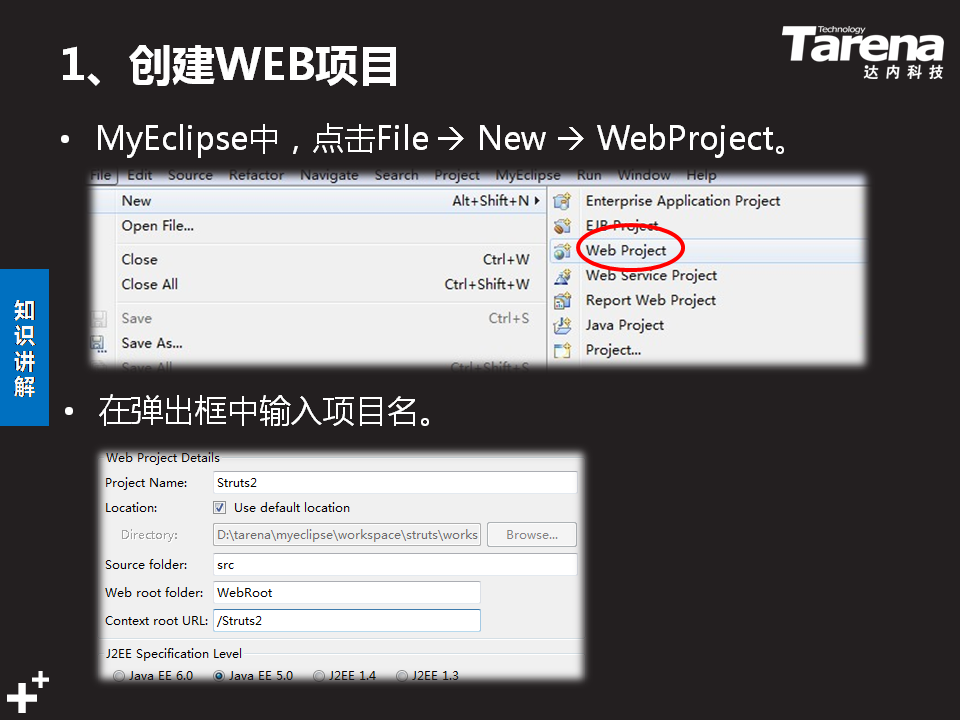 Technology
Tarena
达内科技
1、创建WEB项目
• MyEclipse中，点击File → New → WebProject。
File Edit Source Refactor Navigate Search Project MyEclipse Run Window Help
New Alt+Shift+N
Open File...
Close Ctrl+W
Close All Ctrl+Shift+W
Save Ctrl+S
Save As...
Save All Ctrl+Shift+S
Enterprise Application Project
EJB Project
Web Project
Web Service Project
Report Web Project
Java Project
Project...
知识讲解
• 在弹出框中输入项目名。
Web Project Details
Project Name: Struts2
Location: Use default location
Directory: D:\tarena\myeclipse\workspace\struts\works Browse...
Source folder: src
Web root folder: WebRoot
Context root URL: /Struts2
J2EE Specification Level
Java EE 6.0 Java EE 5.0 J2EE 1.4 J2EE 1.3